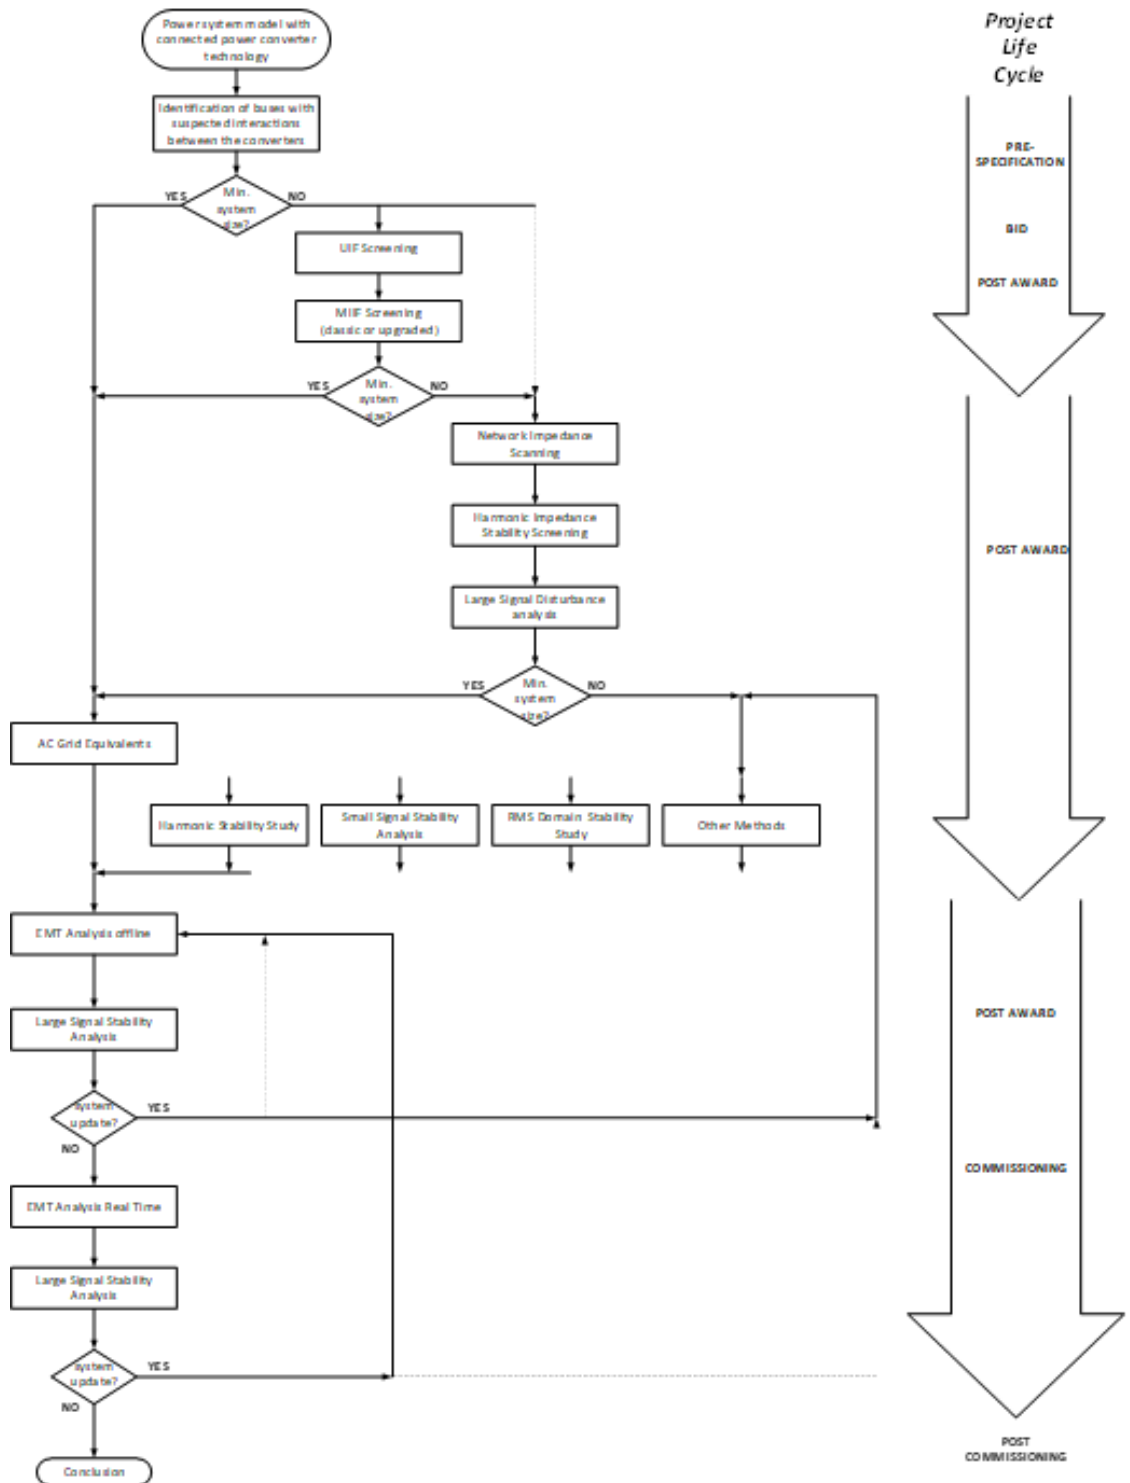 Project
Life
Cycle
Power system model with
connected power converter
technology
Identification of buses with
suspected interactions
between the converters
PRE-
SPECIFICATION
YES
NO
Min.
system
size?
BID
UIF Screening
POST AWARD
MIIF Screening
(classic or upgraded)
YES
NO
Min.
system
size?
Network Impedance
Scanning
Harmonic Impedance
Stability Screening
POST AWARD
Large Signal Disturbance
analysis
YES
NO
Min.
system
size?
AC Grid Equivalents
Harmonic Stability Study
Small Signal Stability
Analysis
RMS Domain Stability
Study
Other Methods
EMT Analysis offline
POST AWARD
Large Signal Stability
Analysis
system
update?
YES
NO
COMMISSIONING
EMT Analysis Real Time
Large Signal Stability
Analysis
system
update?
YES
NO
POST
COMMISSIONING
Conclusion